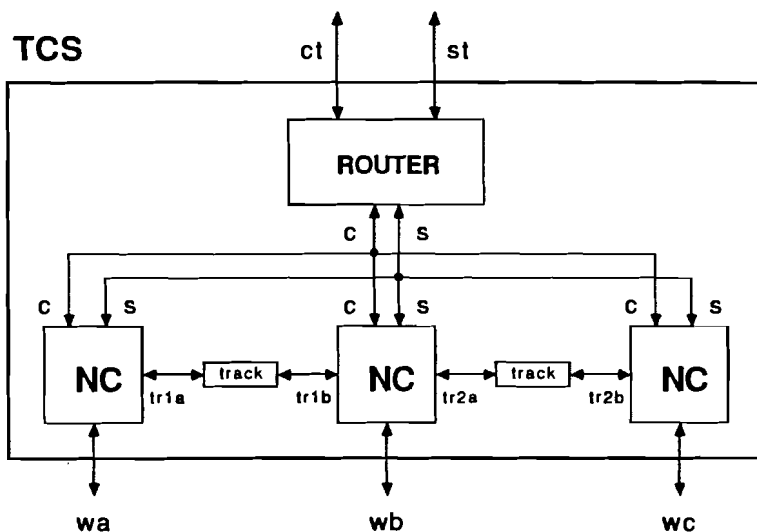 TCS
ct st
ROUTER
c s
c s c s c s
NC track NC track NC
tr1a tr1b tr2a tr2b
wa wb wc